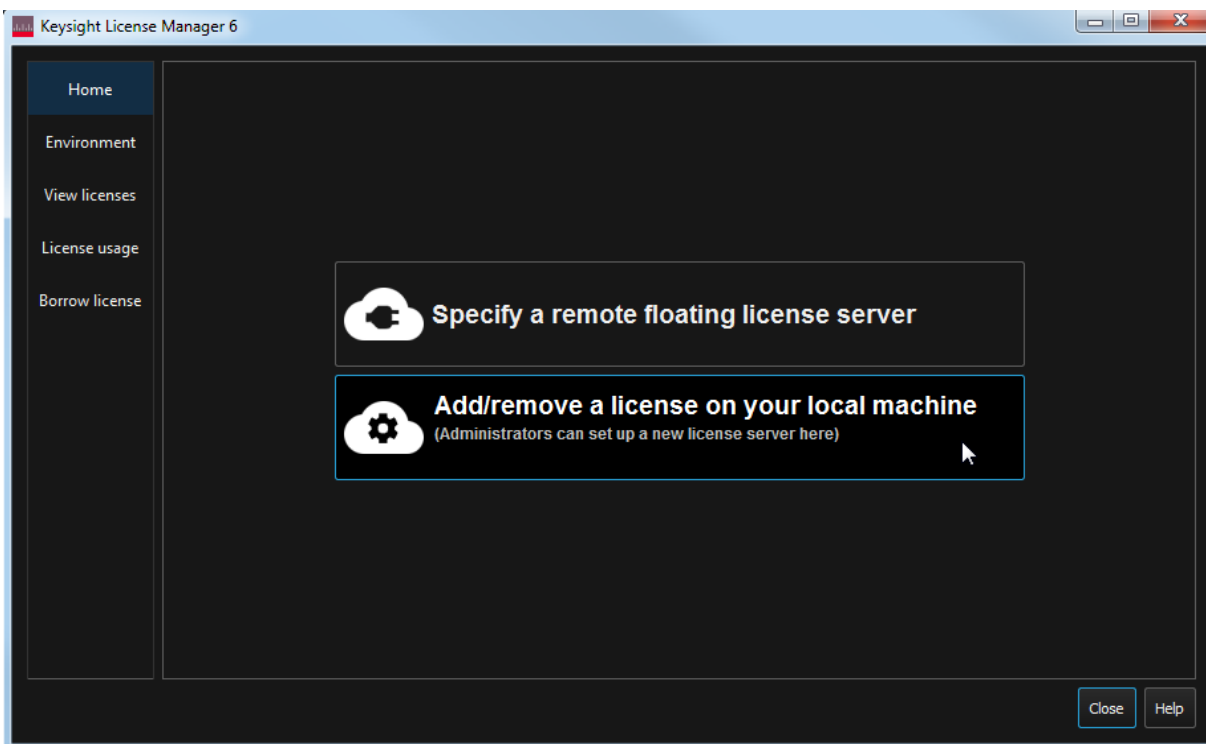 Keysight License Manager 6
Home
Environment
View licenses
License usage
Borrow license
Specify a remote floating license server
Add/remove a license on your local machine
(Administrators can set up a new license server here)
Close
Help